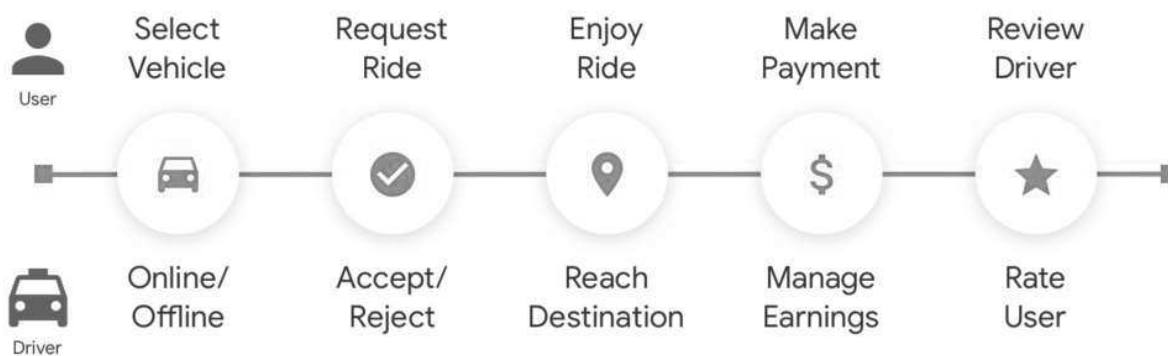 Select
Vehicle
Request
Ride
Enjoy
Ride
Make
Payment
Review
Driver
User
$
Online/
Offline
Accept/
Reject
Reach
Destination
Manage
Earnings
Rate
User
Driver